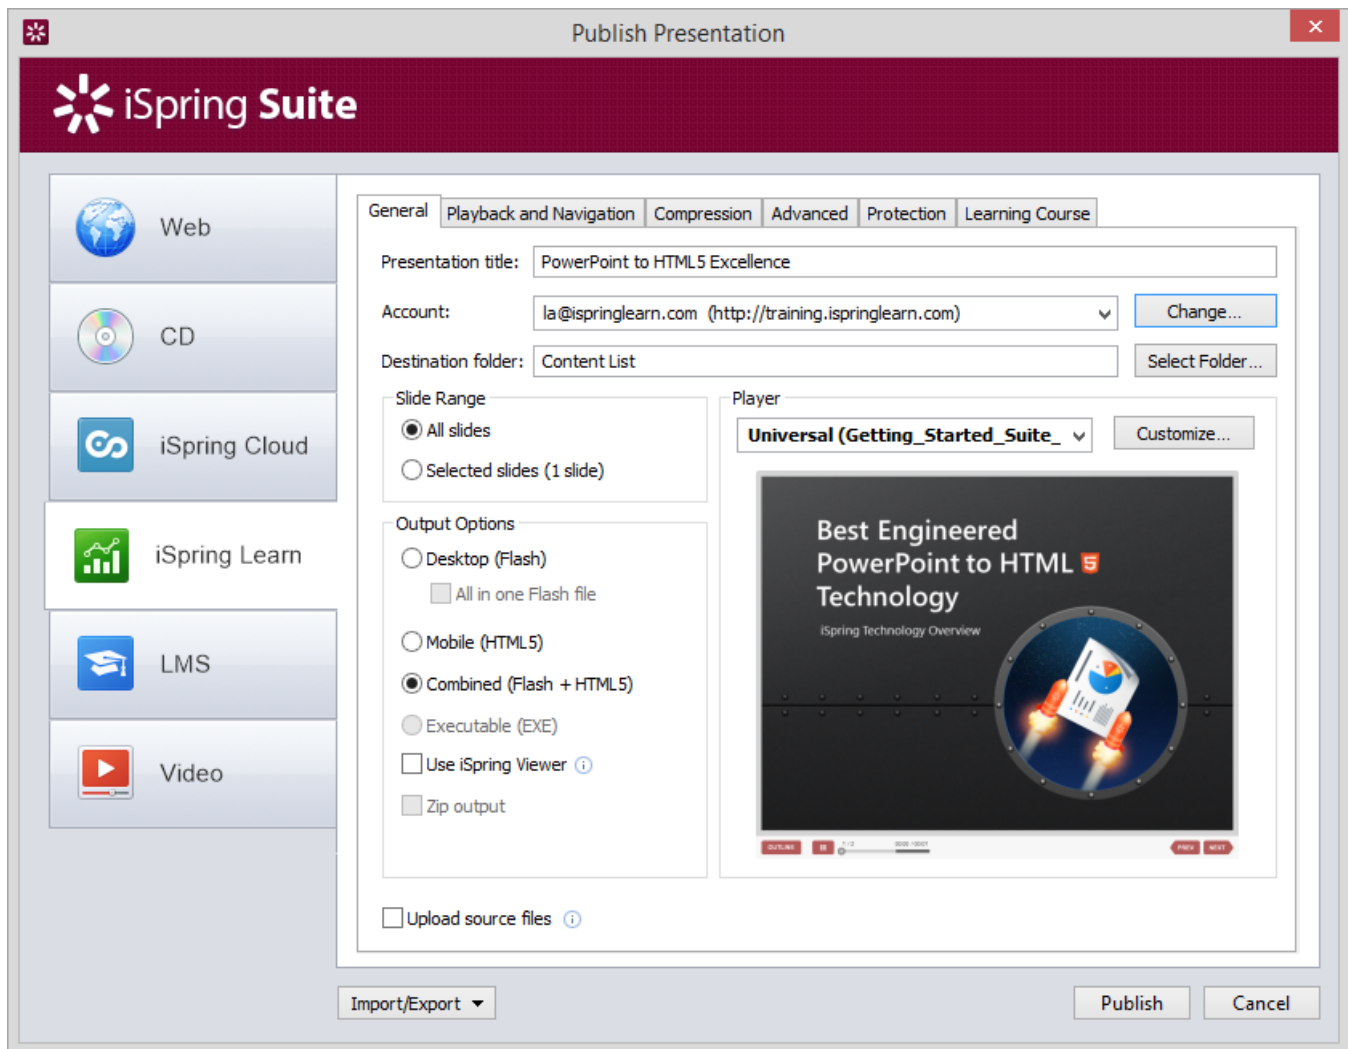 Publish Presentation
iSpring Suite
Web
CD
iSpring Cloud
iSpring Learn
LMS
Video
General Playback and Navigation Compression Advanced Protection Learning Course
Presentation title: PowerPoint to HTML5 Excellence
Account: la@ispringlearn.com (http://training.ispringlearn.com) Change...
Destination folder: Content List Select Folder...
Slide Range
All slides
Selected slides (1 slide)
Output Options
Desktop (Flash)
All in one Flash file
Mobile (HTML5)
Combined (Flash + HTML5)
Executable (EXE)
Use iSpring Viewer
Zip output
Player
Universal (Getting_Started_Suite_ Customize...
Best Engineered
PowerPoint to HTML 5
Technology
iSpring Technology Overview
OUTLINE PREV NEXT
Upload source files
Import/Export Publish Cancel